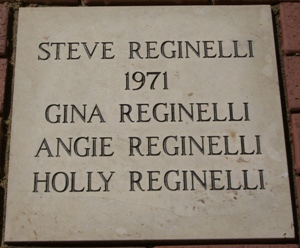 STEVE REGINELLI
1971
GINA REGINELLI
ANGIE REGINELLI
HOLLY REGINELLI